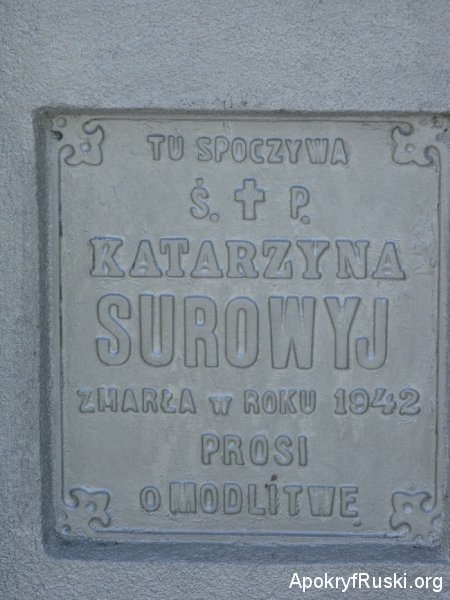 TU SPOCZYWA
Ś. ✝ P.
KATARZYNA
SUROWYJ
ZMARŁA W ROKU 1942
PROSI
O MODLITWĘ
ApokryfRuski.org